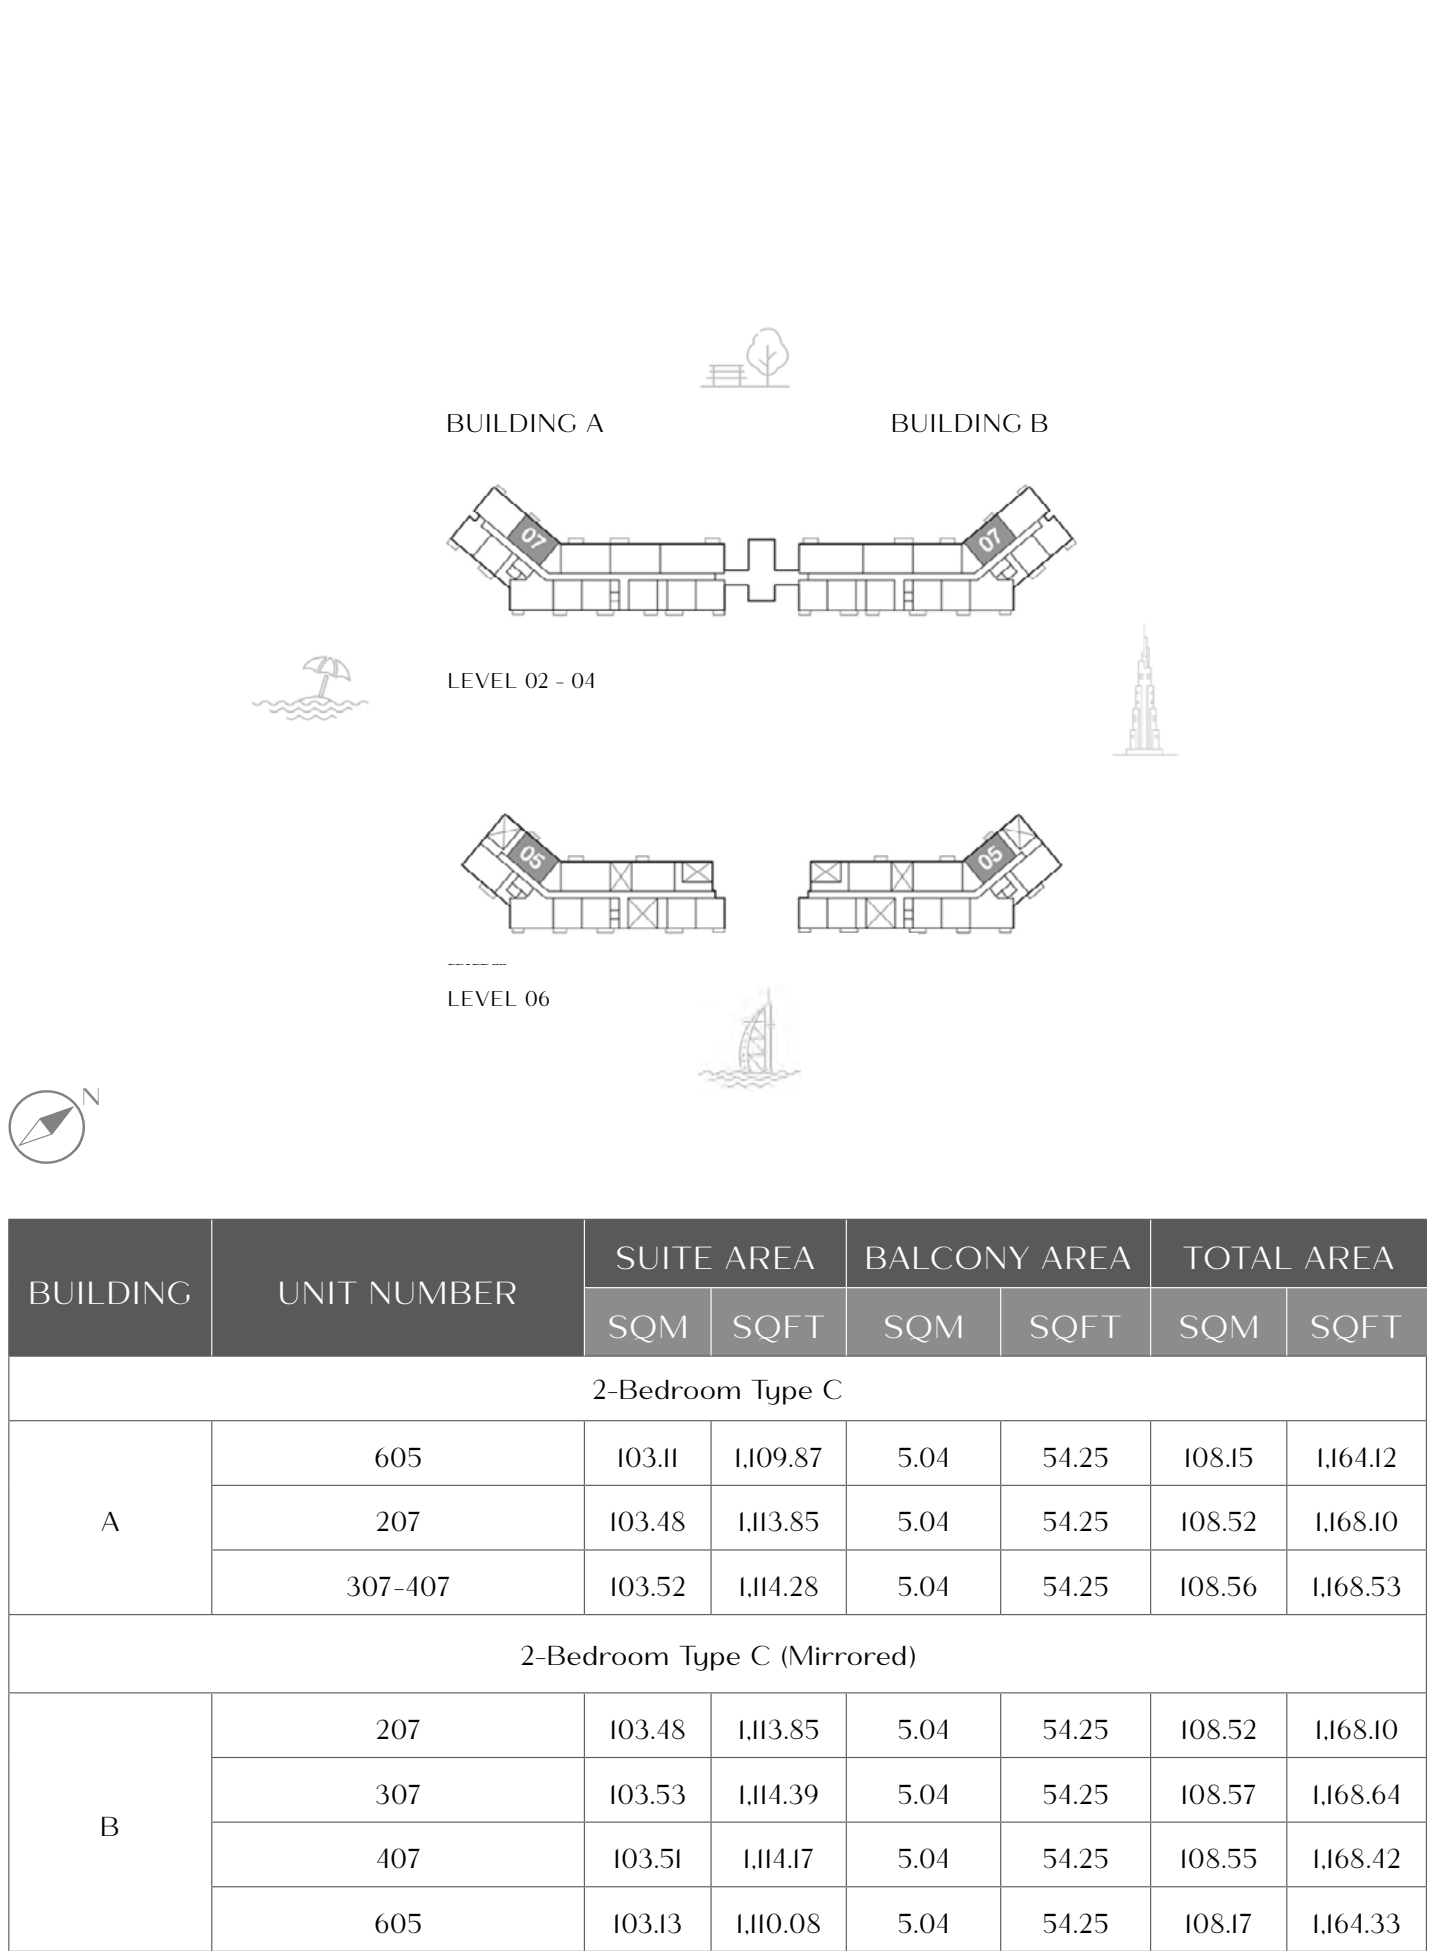 BUILDING A
BUILDING B
07
07
LEVEL 02 - 04
05
05
LEVEL 06
N
BUILDING UNIT NUMBER SUITE AREA BALCONY AREA TOTAL AREA
SQM SQFT SQM SQFT SQM SQFT
2-Bedroom Type C
A
605 103.11 1,109.87 5.04 54.25 108.15 1,164.12
207 103.48 1,113.85 5.04 54.25 108.52 1,168.10
307-407 103.52 1,114.28 5.04 54.25 108.56 1,168.53
2-Bedroom Type C (Mirrored)
B
207 103.48 1,113.85 5.04 54.25 108.52 1,168.10
307 103.53 1,114.39 5.04 54.25 108.57 1,168.64
407 103.51 1,114.17 5.04 54.25 108.55 1,168.42
605 103.13 1,110.08 5.04 54.25 108.17 1,164.33